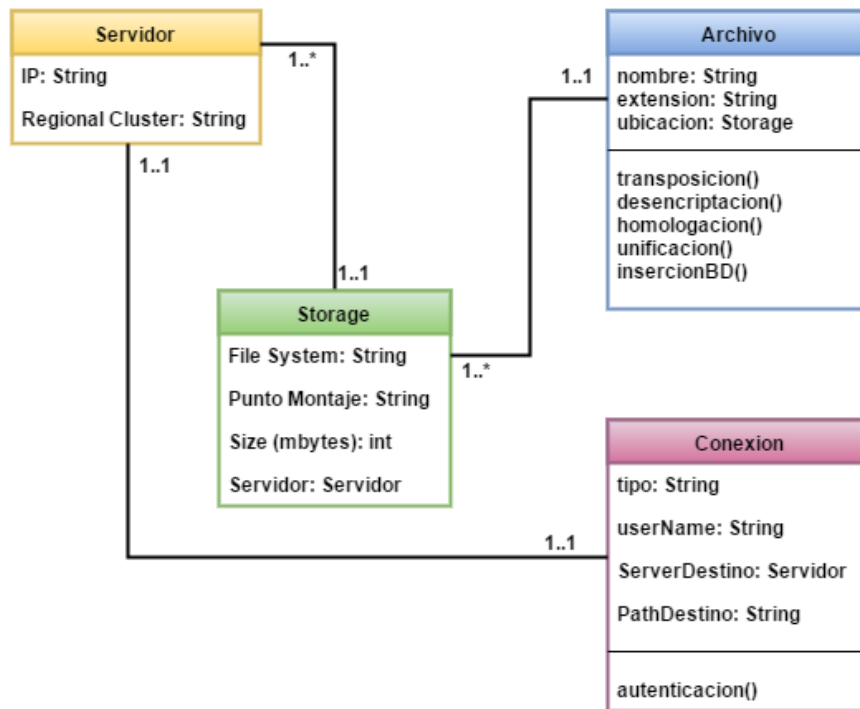 Servidor
IP: String
Regional Cluster: String
1..*
1..1
1..1
Storage
File System: String
Punto Montaje: String
Size (mbytes): int
Servidor: Servidor
1..*
1..1
Archivo
nombre: String
extension: String
ubicacion: Storage
transposicion()
desencriptacion()
homologacion()
unificacion()
insercionBD()
1..1
Conexion
tipo: String
userName: String
ServerDestino: Servidor
PathDestino: String
autenticacion()